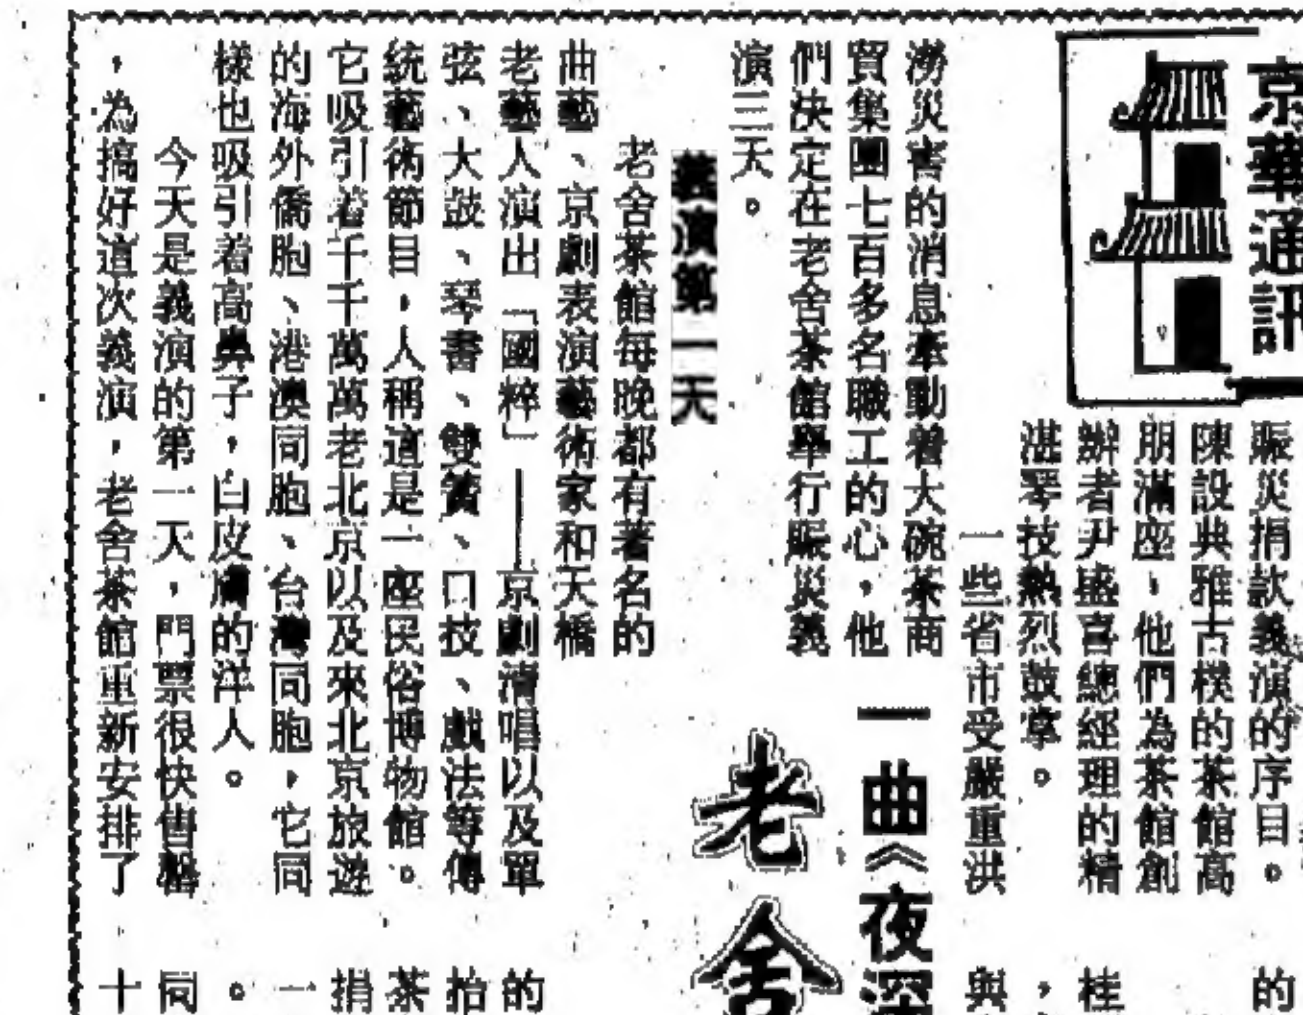 京華通訊
賑災捐款義演的序目。
陳設典雅古樸的茶館高
朋滿座，他們為茶館創
辦者尹盛喜總經理的精
湛琴技熱烈鼓掌。
一些省市受嚴重洪
澇災害的消息牽動着大碗茶商
貿集團七百多名職工的心，他
們決定在老舍茶館舉行賑災義
演三天。
義演第一天
老舍茶館每晚都有著名的
曲藝、京劇表演藝術家和天橋
老藝人演出「國粹」——京劇清唱以及單
弦、大鼓、琴書、雙簧、口技、戲法等傳
統藝術節目，人稱這是一座民俗博物館。
它吸引着千千萬萬老北京以及來北京旅遊
的海外僑胞、港澳同胞、台灣同胞，它同
樣也吸引着高鼻子，白皮膚的洋人。
今天是義演的第一天，門票很快售罄
，為搞好這次義演，老舍茶館重新安排了
一曲《夜深
老舍
的
桂
，
與
的
抬
茶
捐
一
。
同
十